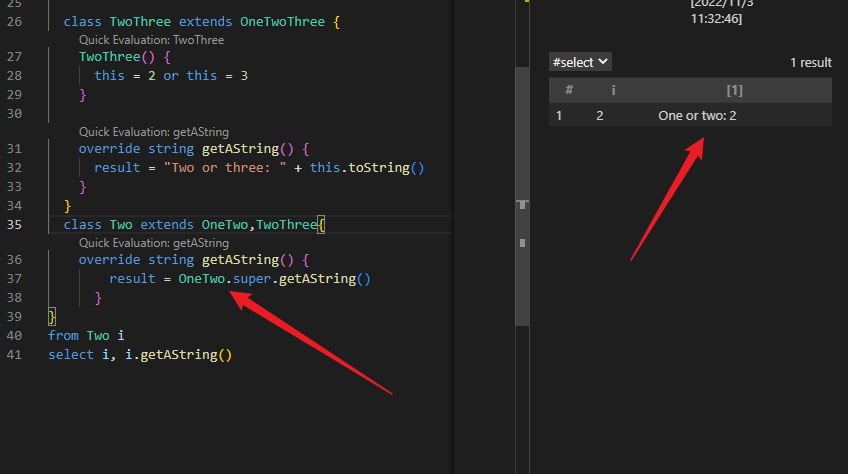 25
26 class TwoThree extends OneTwoThree {
Quick Evaluation: TwoThree
27 TwoThree() {
28 this = 2 or this = 3
29 }
30
Quick Evaluation: getAString
31 override string getAString() {
32 result = "Two or three: " + this.toString()
33 }
34 }
35 class Two extends OneTwo,TwoThree{
Quick Evaluation: getAString
36 override string getAString() {
37 result = OneTwo.super.getAString()
38 }
39 }
40 from Two i
41 select i, i.getAString()
[2022/11/3
11:32:46]
#select 1 result
# i [1]
1 2 One or two: 2